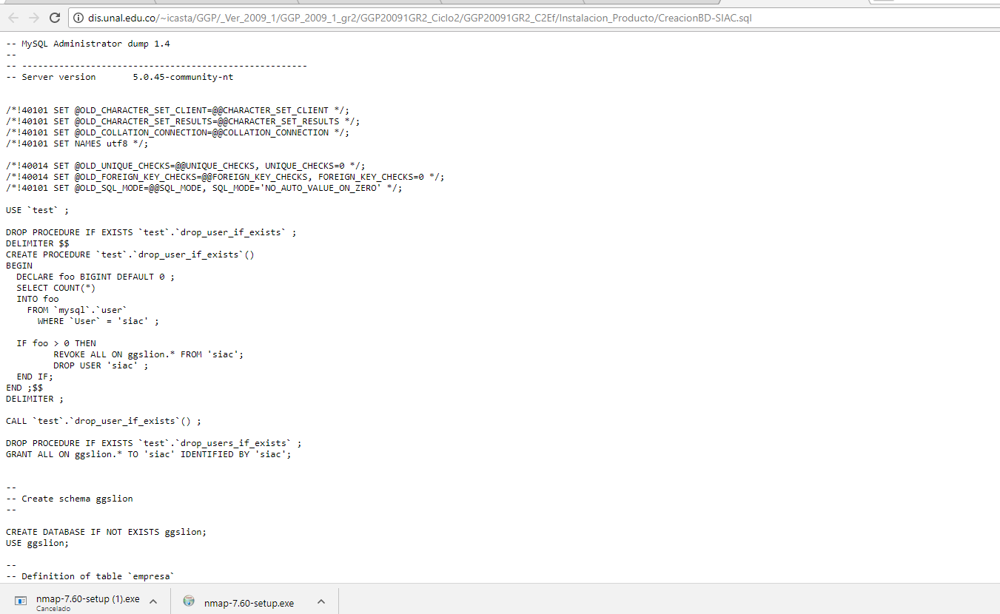 dis.unal.edu.co/~icasta/GGP/_Ver_2009_1/GGP_2009_1_gr2/GGP20091GR2_Ciclo2/GGP20091GR2_C2Ef/Instalacion_Producto/CreacionBD-SIAC.sql
-- MySQL Administrator dump 1.4
--
-- ------------------------------------------------------
-- Server version       5.0.45-community-nt
/*!40101 SET @OLD_CHARACTER_SET_CLIENT=@@CHARACTER_SET_CLIENT */;
/*!40101 SET @OLD_CHARACTER_SET_RESULTS=@@CHARACTER_SET_RESULTS */;
/*!40101 SET @OLD_COLLATION_CONNECTION=@@COLLATION_CONNECTION */;
/*!40101 SET NAMES utf8 */;
/*!40014 SET @OLD_UNIQUE_CHECKS=@@UNIQUE_CHECKS, UNIQUE_CHECKS=0 */;
/*!40014 SET @OLD_FOREIGN_KEY_CHECKS=@@FOREIGN_KEY_CHECKS, FOREIGN_KEY_CHECKS=0 */;
/*!40101 SET @OLD_SQL_MODE=@@SQL_MODE, SQL_MODE='NO_AUTO_VALUE_ON_ZERO' */;
USE `test` ;
DROP PROCEDURE IF EXISTS `test`.`drop_user_if_exists` ;
DELIMITER $$
CREATE PROCEDURE `test`.`drop_user_if_exists`()
BEGIN
  DECLARE foo BIGINT DEFAULT 0 ;
  SELECT COUNT(*)
  INTO foo
    FROM `mysql`.`user`
      WHERE `User` = 'siac' ;
  IF foo > 0 THEN
         REVOKE ALL ON ggslion.* FROM 'siac';
         DROP USER 'siac' ;
  END IF;
END ;$$
DELIMITER ;
CALL `test`.`drop_user_if_exists`() ;
DROP PROCEDURE IF EXISTS `test`.`drop_users_if_exists` ;
GRANT ALL ON ggslion.* TO 'siac' IDENTIFIED BY 'siac';
--
-- Create schema ggslion
--
CREATE DATABASE IF NOT EXISTS ggslion;
USE ggslion;
--
-- Definition of table `empresa`
nmap-7.60-setup (1).exe
Cancelado
nmap-7.60-setup.exe